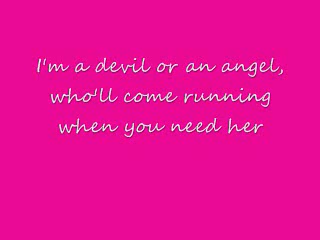 I'm a devil or an angel,
who'll come running
when you need her